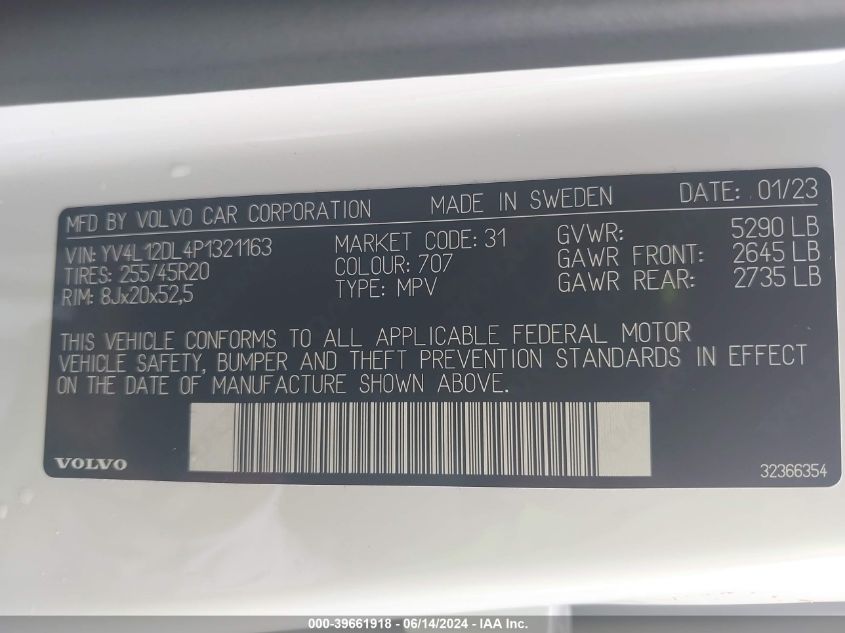 MFD BY VOLVO CAR CORPORATION MADE IN SWEDEN DATE: 01/23
VIN: YV4L12DL4P1321163 MARKET CODE: 31 GVWR: 5290 LB
TIRES: 255/45R20 COLOUR: 707 GAWR FRONT: 2645 LB
RIM: 8Jx20x52,5 TYPE: MPV GAWR REAR: 2735 LB
THIS VEHICLE CONFORMS TO ALL APPLICABLE FEDERAL MOTOR
VEHICLE SAFETY, BUMPER AND THEFT PREVENTION STANDARDS IN EFFECT
ON THE DATE OF MANUFACTURE SHOWN ABOVE.
VOLVO 32366354
000-39661918 - 06/14/2024 - IAA Inc.